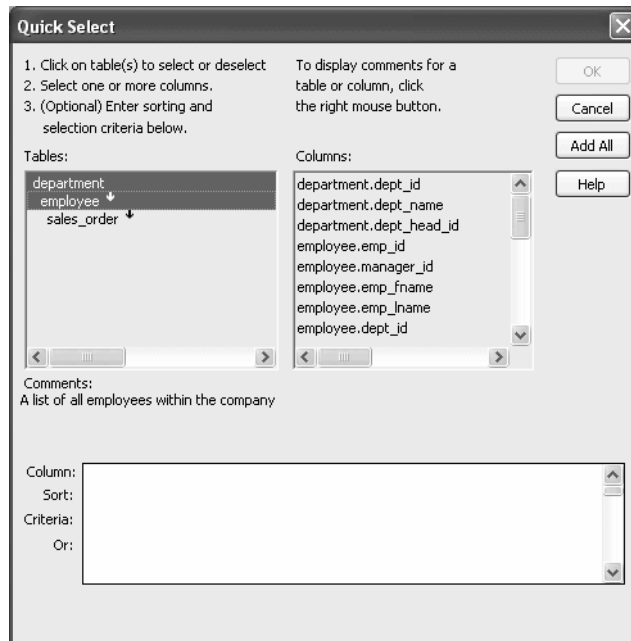 Quick Select
1. Click on table(s) to select or deselect
2. Select one or more columns.
3. (Optional) Enter sorting and
selection criteria below.
To display comments for a
table or column, click
the right mouse button.
OK
Cancel
Add All
Help
Tables:
department
employee
sales_order
Columns:
department.dept_id
department.dept_name
department.dept_head_id
employee.emp_id
employee.manager_id
employee.emp_fname
employee.emp_lname
employee.dept_id
Comments:
A list of all employees within the company
Column:
Sort:
Criteria:
Or: